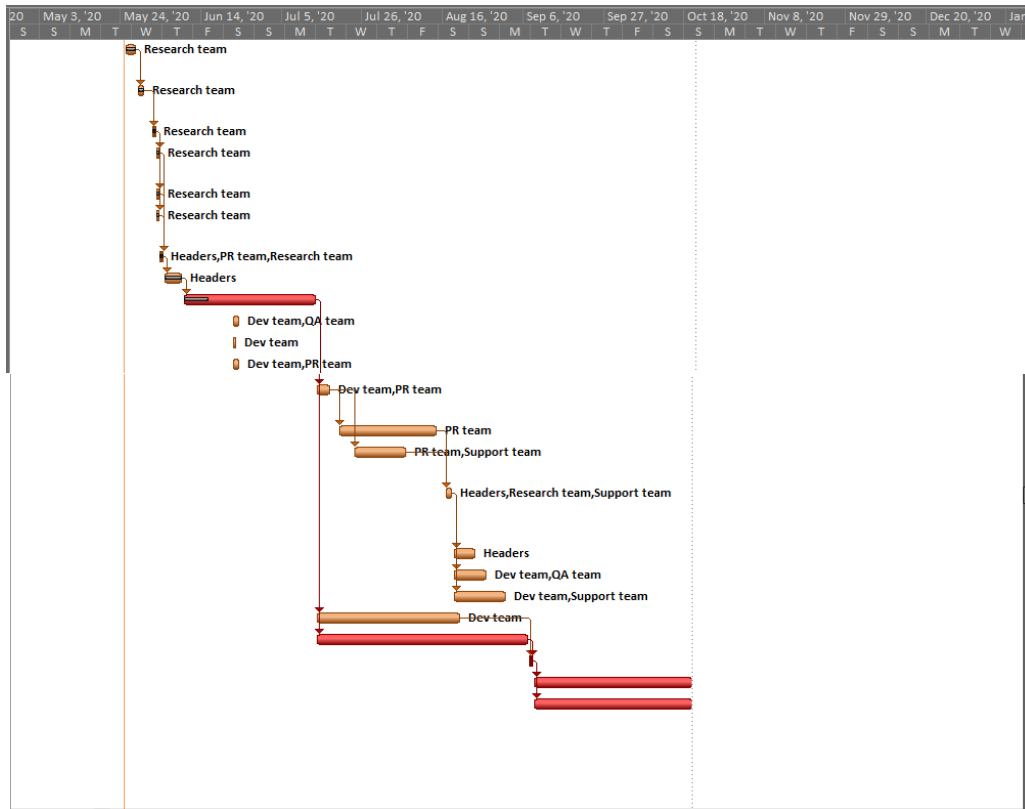 20 May 3, '20 May 24, '20 Jun 14, '20 Jul 5, '20 Jul 26, '20 Aug 16, '20 Sep 6, '20 Sep 27, '20 Oct 18, '20 Nov 8, '20 Nov 29, '20 Dec 20, '20 Jan
S S M T W T F S S M T W T F S S M T W T F S S M T W T F S S M T W
Research team
Research team
Research team
Research team
Research team
Research team
Headers,PR team,Research team
Headers
Dev team,QA team
Dev team
Dev team,PR team
Dev team,PR team
PR team
PR team,Support team
Headers,Research team,Support team
Headers
Dev team,QA team
Dev team,Support team
Dev team